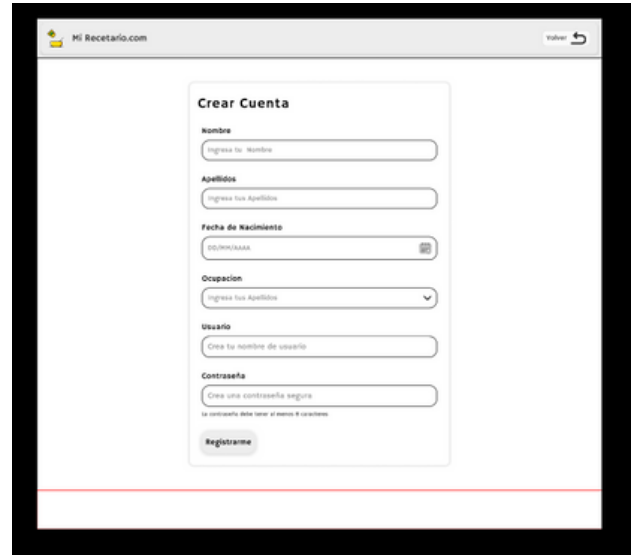 Mi Recetario.com
Volver
Crear Cuenta
Nombre
Ingresa tu Nombre
Apellidos
Ingresa tus Apellidos
Fecha de Nacimiento
DD/MM/AAAA
Ocupacion
Ingresa tus Apellidos
Usuario
Crea tu nombre de usuario
Contraseña
Crea una contraseña segura
La contraseña debe tener al menos 8 caracteres
Registrarme